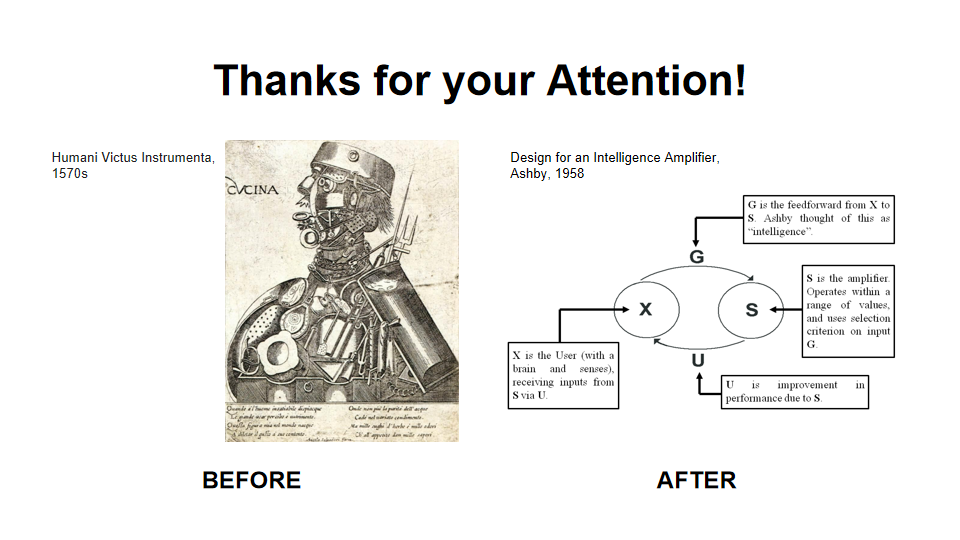 Thanks for your Attention!
Humani Victus Instrumenta,
1570s
CVCINA
Quando a l'huomo
Design for an Intelligence Amplifier,
Ashby, 1958
G is the feedforward from X to
S. Ashby thought of this as
“intelligence”.
G
S is the amplifier.
Operates within a
range of values,
and uses selection
criterion on input
G.
X
S
X is the User (with a
brain and senses),
receiving inputs from
S via U.
U
U is improvement in
performance due to S.
BEFORE
AFTER